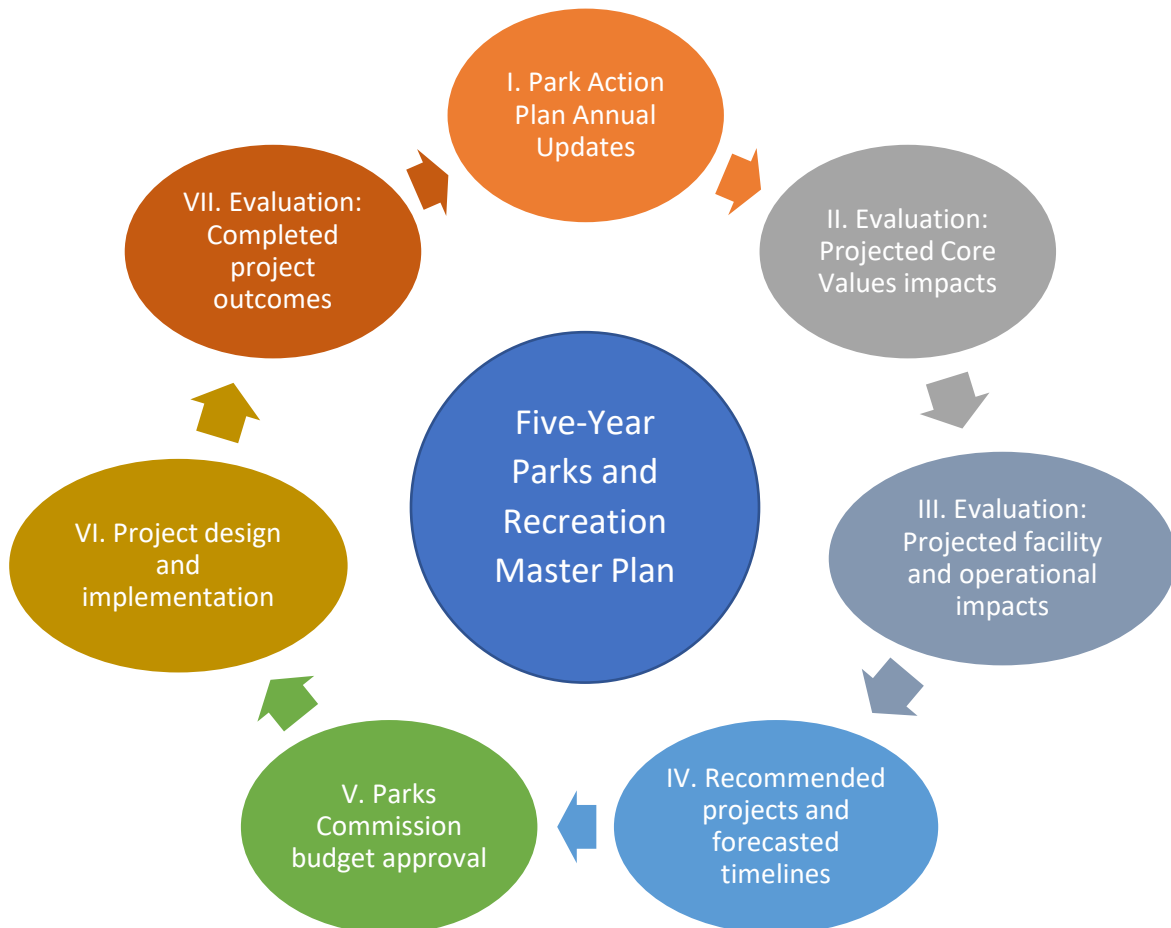 I. Park Action
Plan Annual
Updates
II. Evaluation:
Projected Core
Values impacts
III. Evaluation:
Projected facility
and operational
impacts
IV. Recommended
projects and
forecasted
timelines
V. Parks
Commission
budget approval
VI. Project design
and
implementation
VII. Evaluation:
Completed
project
outcomes
Five-Year
Parks and
Recreation
Master Plan